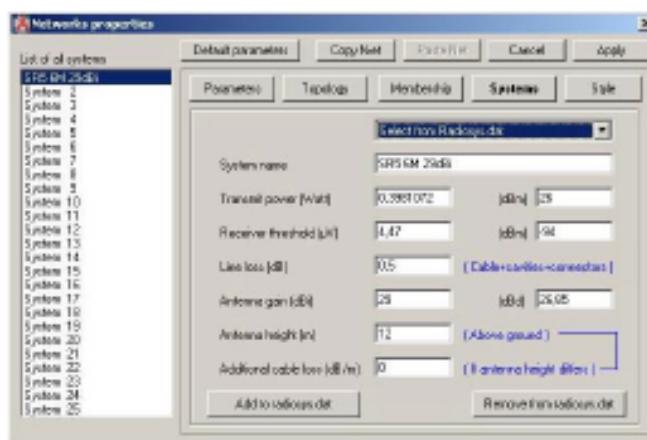 Networks properties
Default parameters Copy Net Paste Net Cancel Apply
List of all systems
SR5 6M 29dBi
System 2
System 3
System 4
System 5
System 6
System 7
System 8
System 9
System 10
System 11
System 12
System 13
System 14
System 15
System 16
System 17
System 18
System 19
System 20
System 21
System 22
System 23
System 24
System 25
Parameters Topology Membership Systems Style
Select from Radiosys.dat
System name SR5 6M 29dBi
Transmit power (Watt) 0,3981072 (dBm) 26
Receiver threshold (µV) 4,47 (dBm) -94
Line loss (dB) 0,5 ( Cable+cavities+connectors )
Antenna gain (dBi) 29 (dBd) 26,85
Antenna height (m) 12 ( Above ground )
Additional cable loss (dB/m) 0 ( If antenna height differs )
Add to radiosys.dat Remove from radiosys.dat